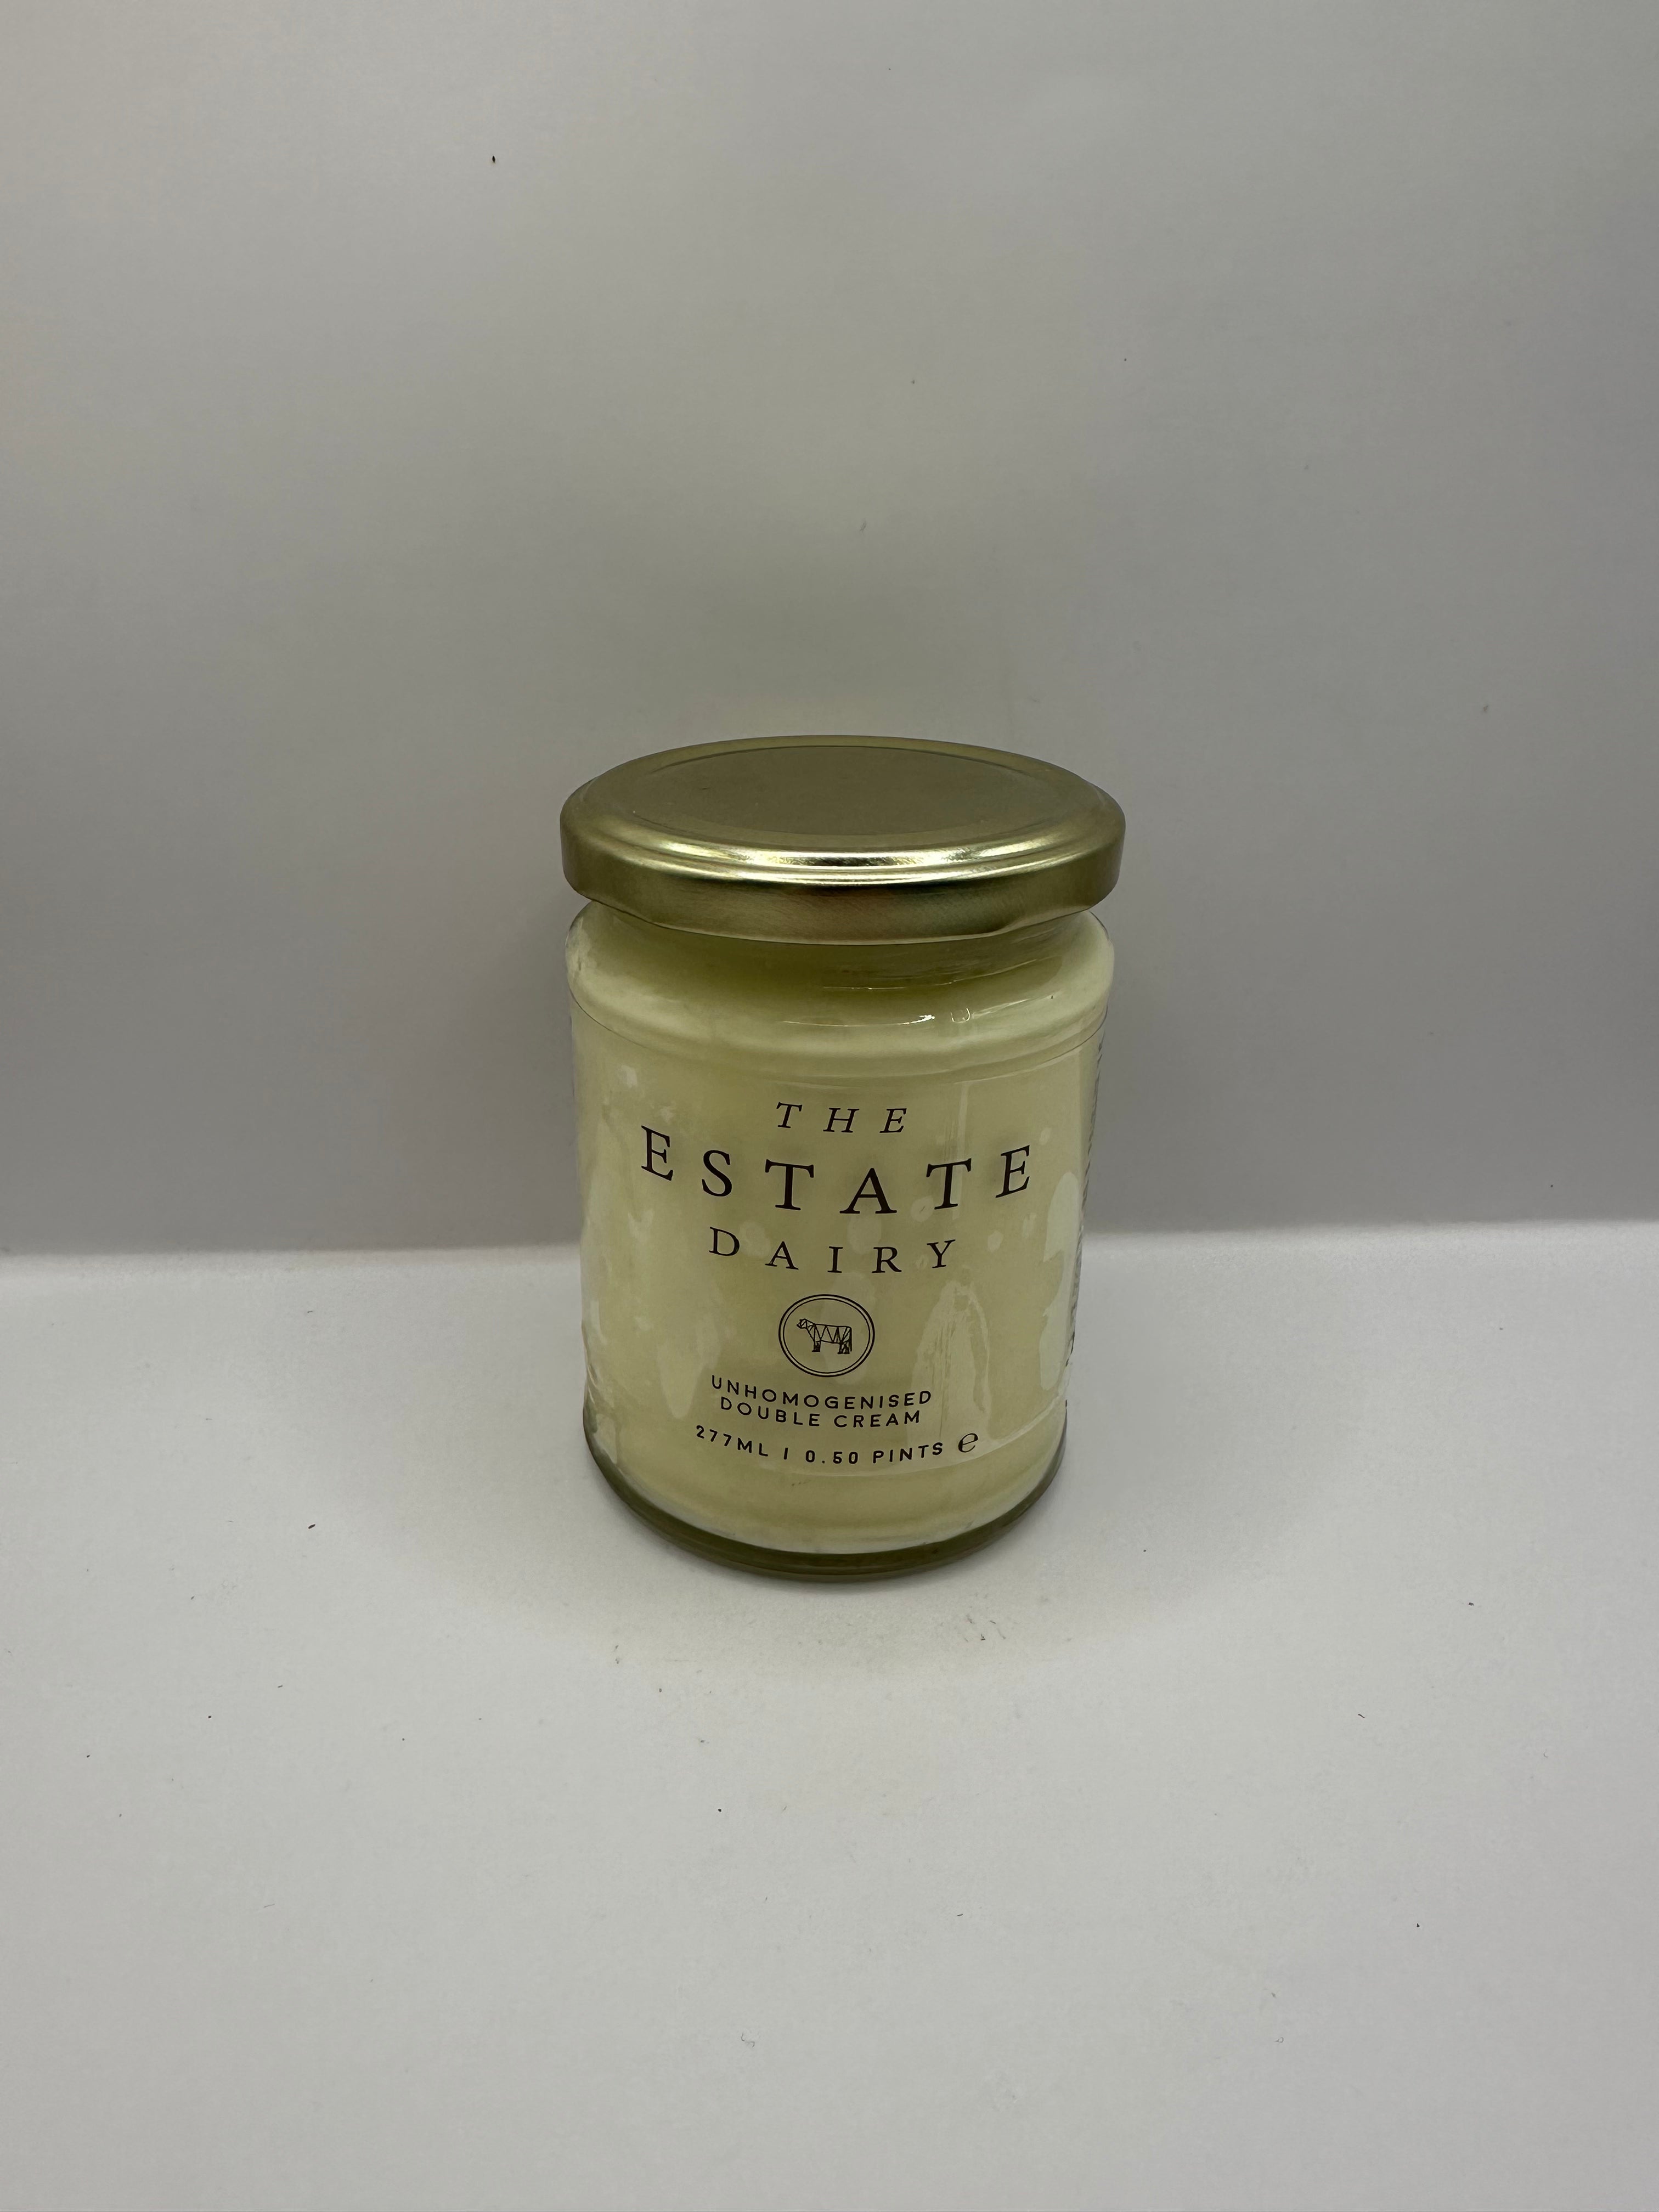 THE
ESTATE
DAIRY
UNHOMOGENISED
DOUBLE CREAM
277ML | 0.50 PINTS ℮